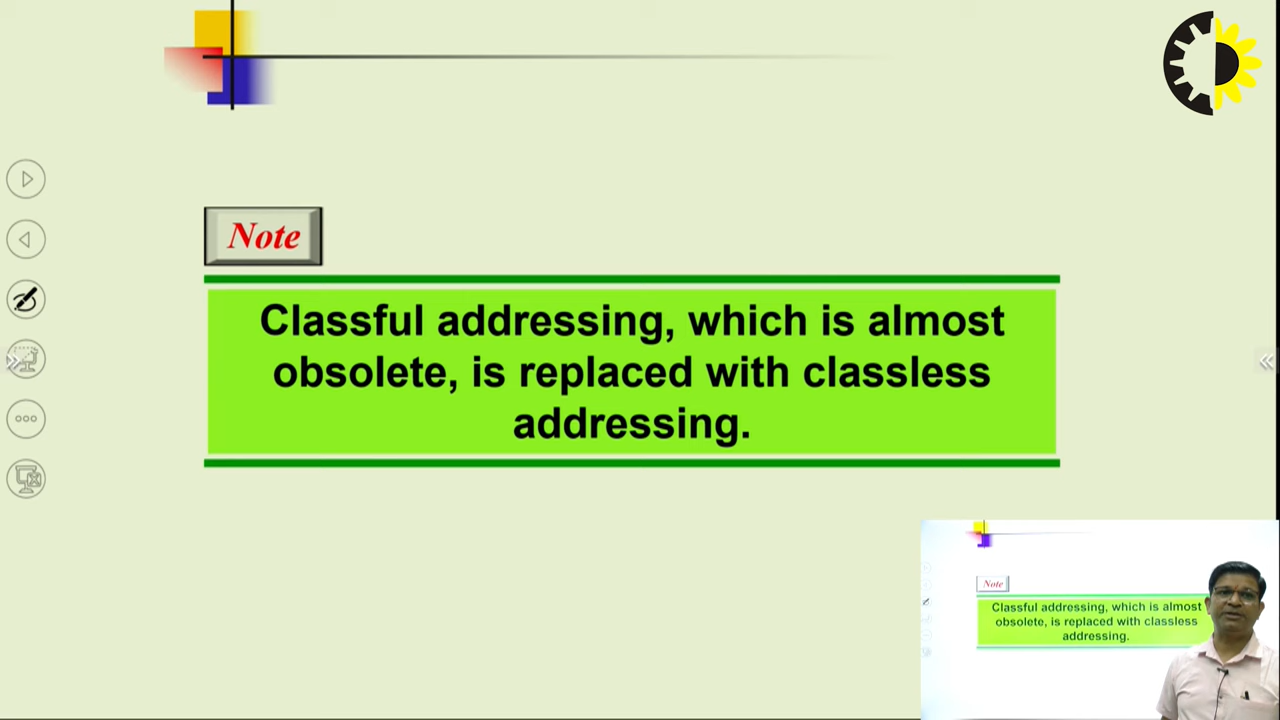 Note
Classful addressing, which is almost
obsolete, is replaced with classless
addressing.
Note
Classful addressing, which is almost
obsolete, is replaced with classless
addressing.